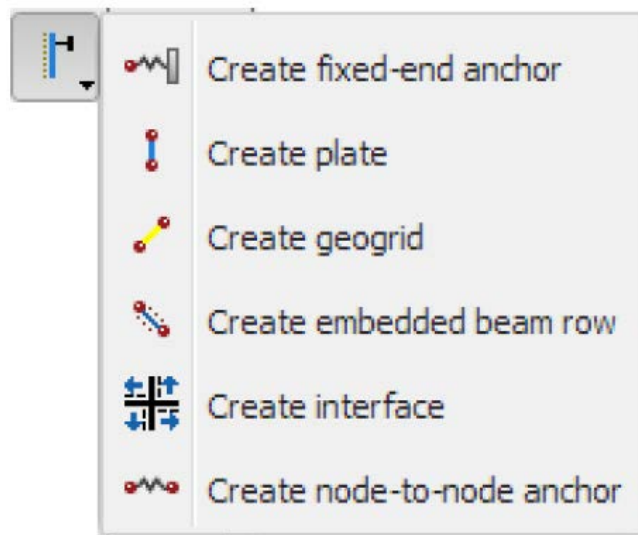 Create fixed-end anchor
Create plate
Create geogrid
Create embedded beam row
Create interface
Create node-to-node anchor